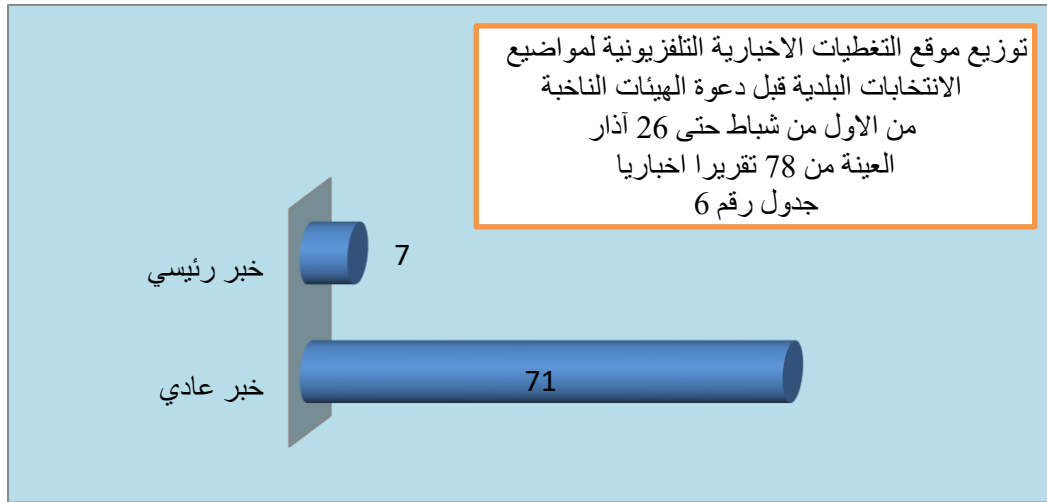 توزيع موقع التغطيات الاخبارية التلفزيونية لمواضيع
الانتخابات البلدية قبل دعوة الهيئات الناخبة
من الاول من شباط حتى 26 آذار
العينة من 78 تقريرا اخباريا
جدول رقم 6
خبر رئيسي
7
خبر عادي
71